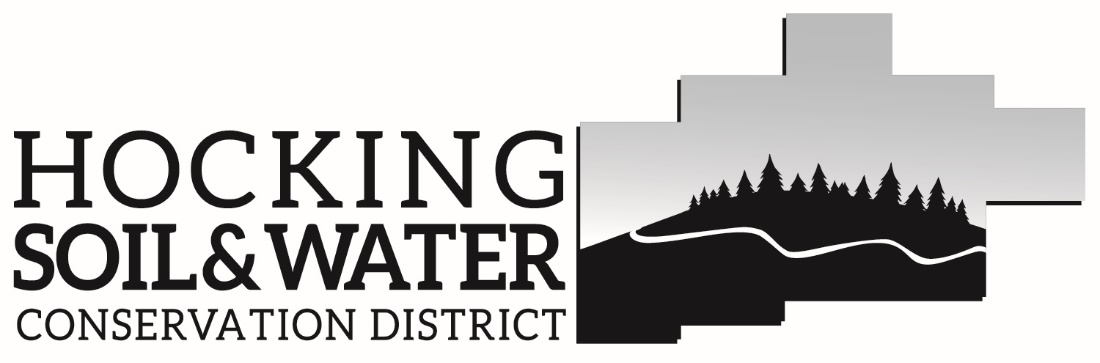 HOCKING
SOIL & WATER
CONSERVATION DISTRICT